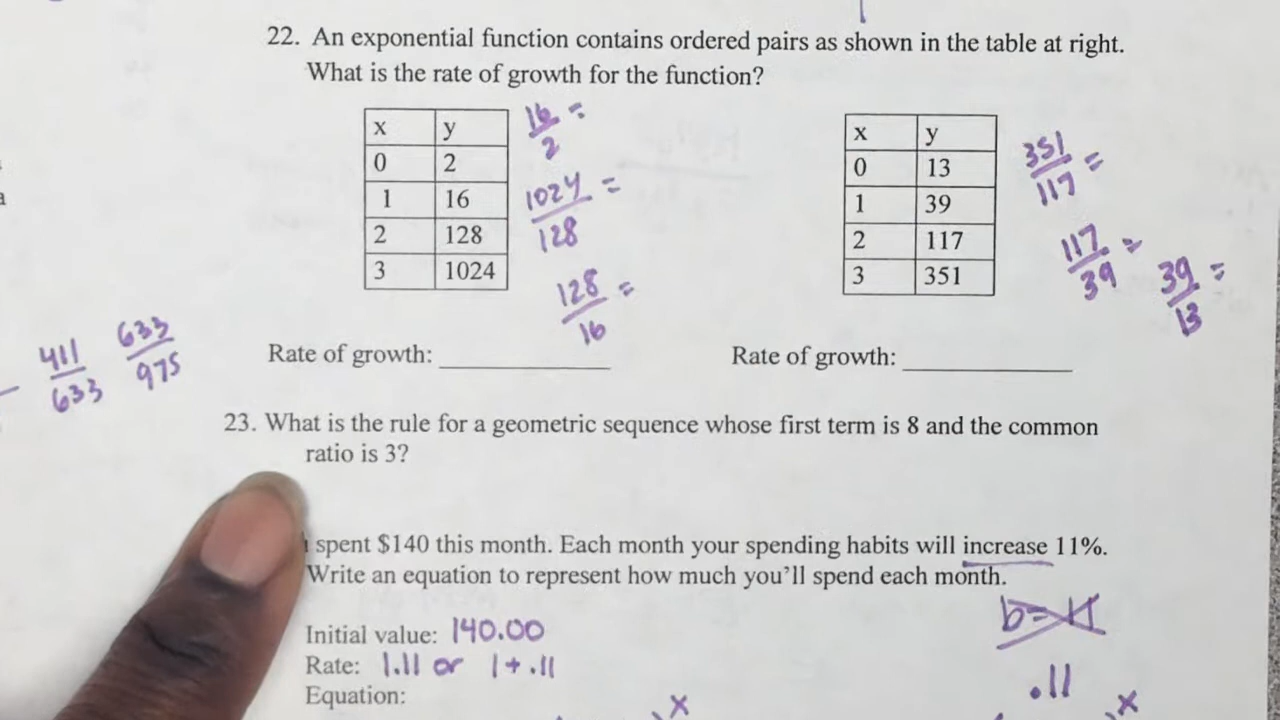 22. An exponential function contains ordered pairs as shown in the table at right.
What is the rate of growth for the function?
x y
0 2
1 16
2 128
3 1024
16/2 =
1024/128 =
128/16 =
x y
0 13
1 39
2 117
3 351
351/117 =
117/39 =
39/13 =
Rate of growth:
Rate of growth:
411/633 633/975
23. What is the rule for a geometric sequence whose first term is 8 and the common
ratio is 3?
spent $140 this month. Each month your spending habits will increase 11%.
Write an equation to represent how much you'll spend each month.
b=11
Initial value: 140.00
Rate: 1.11 or 1+.11
.11
Equation:
x
x